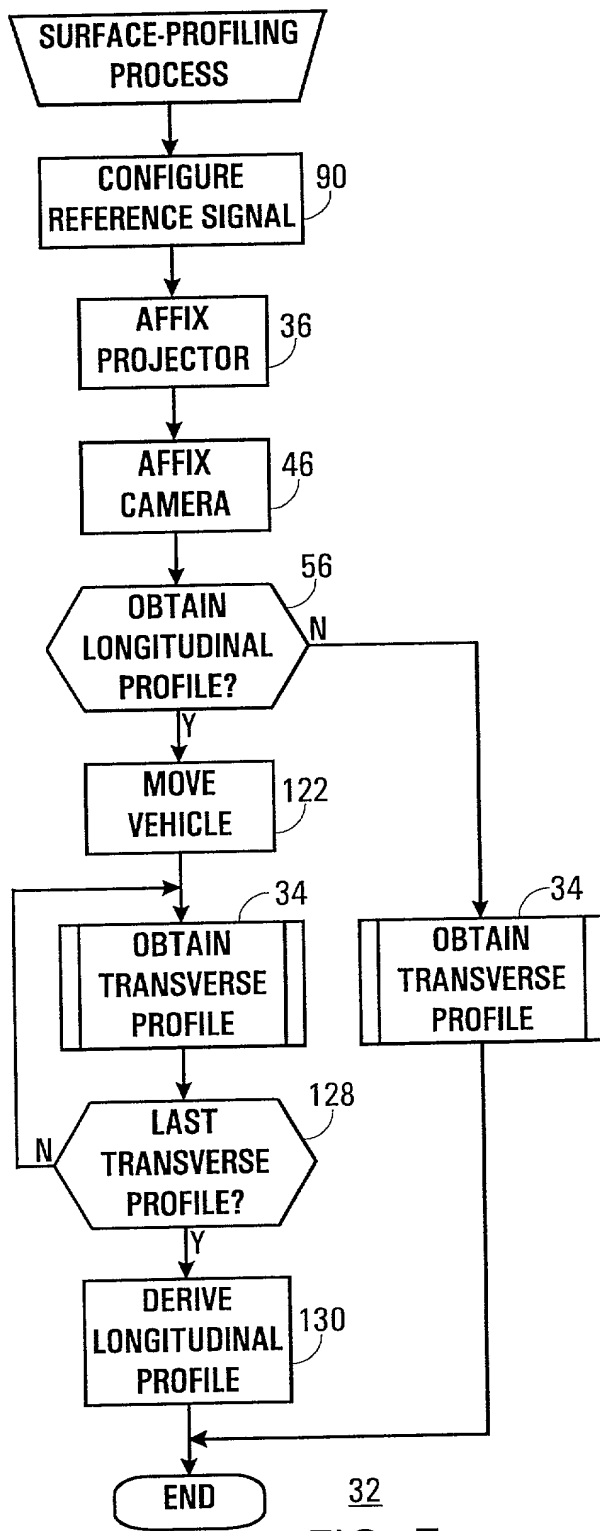 SURFACE-PROFILING
PROCESS
CONFIGURE
REFERENCE SIGNAL
90
AFFIX
PROJECTOR
36
AFFIX
CAMERA
46
56
OBTAIN
LONGITUDINAL
PROFILE?
N
Y
MOVE
VEHICLE
122
34
OBTAIN
TRANSVERSE
PROFILE
34
OBTAIN
TRANSVERSE
PROFILE
128
LAST
TRANSVERSE
PROFILE?
N
Y
DERIVE
LONGITUDINAL
PROFILE
130
END
32